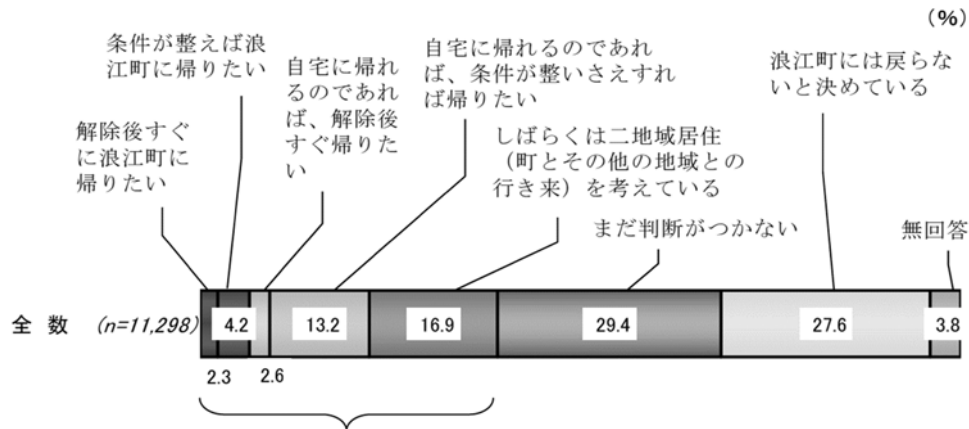 （%）
条件が整えば浪
江町に帰りたい
自宅に帰れるのであれ
ば、条件が整いさえすれ
ば帰りたい
浪江町には戻らな
いと決めている
自宅に帰れ
るのであれ
ば、解除後
すぐ帰りた
い
解除後すぐ
に浪江町に
帰りたい
しばらくは二地域居住
（町とその他の地域との
行き来）を考えている
まだ判断がつかない
無回答
全 数 (n=11,298)
4.2 13.2 16.9 29.4 27.6 3.8
2.3 2.6